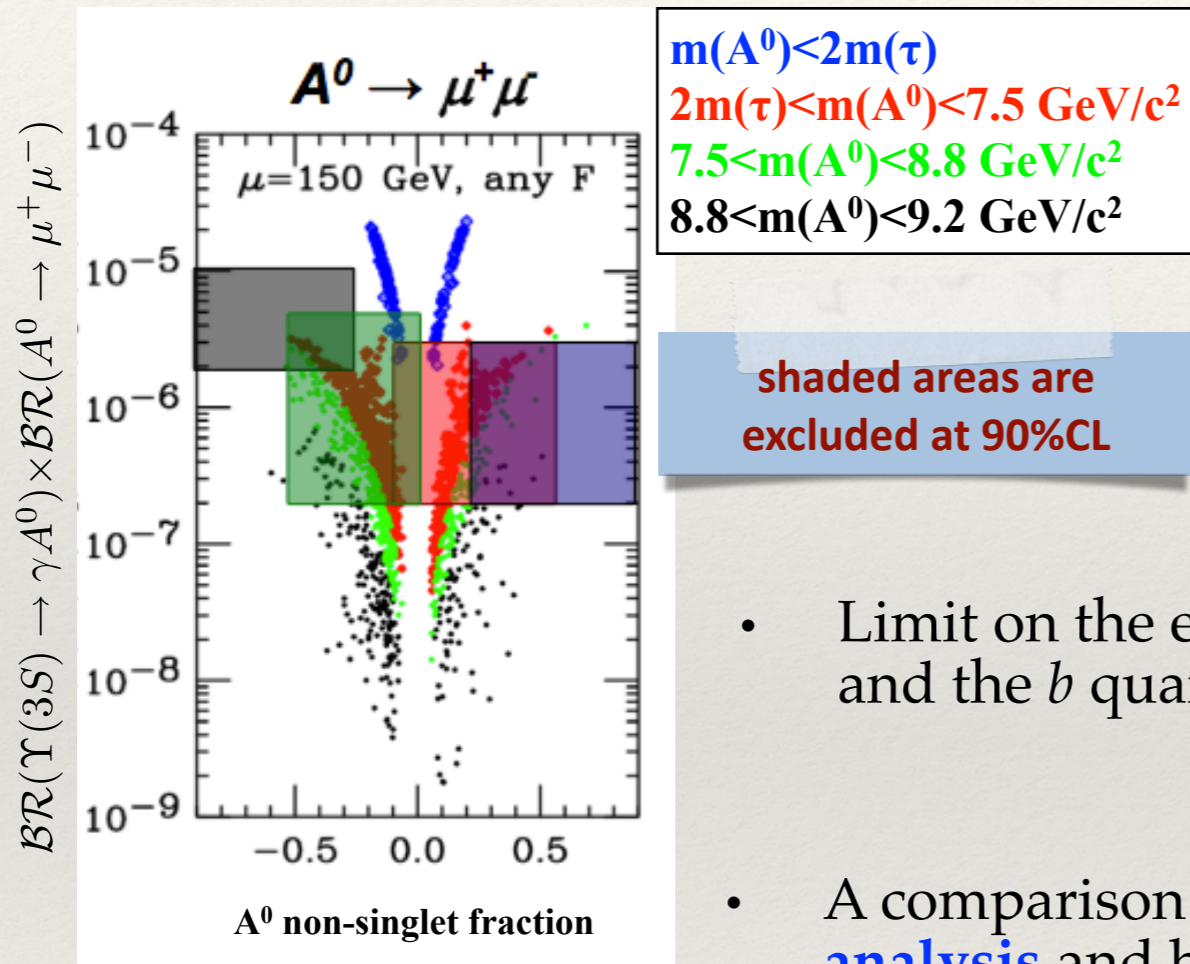 A⁰ → μ⁺μ⁻
μ=150 GeV, any F
BR(Υ(3S) → γA⁰)×BR(A⁰ → μ⁺μ⁻)
10⁻⁴
10⁻⁵
10⁻⁶
10⁻⁷
10⁻⁸
10⁻⁹
−0.5 0.0 0.5
A⁰ non-singlet fraction
m(A⁰)<2m(τ)
2m(τ)<m(A⁰)<7.5 GeV/c²
7.5<m(A⁰)<8.8 GeV/c²
8.8<m(A⁰)<9.2 GeV/c²
shaded areas are
excluded at 90%CL
• Limit on the
and the b
• A comparison
analysis and